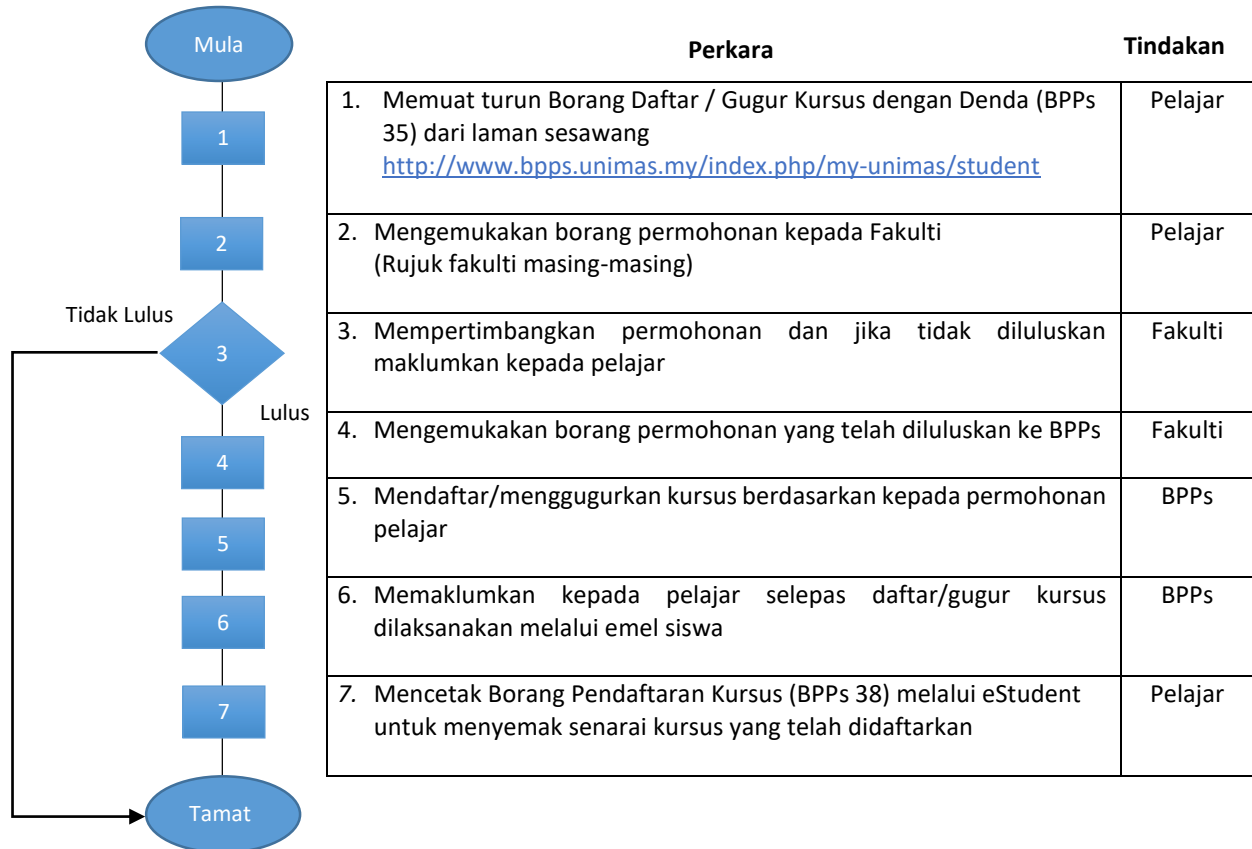 Mula
1
2
Tidak Lulus
3
Lulus
4
5
6
7
Tamat
Perkara
Tindakan
1. Memuat turun Borang Daftar / Gugur Kursus dengan Denda (BPPs
35) dari laman sesawang
http://www.bpps.unimas.my/index.php/my-unimas/student
Pelajar
2. Mengemukakan borang permohonan kepada Fakulti
(Rujuk fakulti masing-masing)
Pelajar
3. Mempertimbangkan permohonan dan jika tidak diluluskan
maklumkan kepada pelajar
Fakulti
4. Mengemukakan borang permohonan yang telah diluluskan ke BPPs
Fakulti
5. Mendaftar/menggugurkan kursus berdasarkan kepada permohonan
pelajar
BPPs
6. Memaklumkan kepada pelajar selepas daftar/gugur kursus
dilaksanakan melalui emel siswa
BPPs
7. Mencetak Borang Pendaftaran Kursus (BPPs 38) melalui eStudent
untuk menyemak senarai kursus yang telah didaftarkan
Pelajar